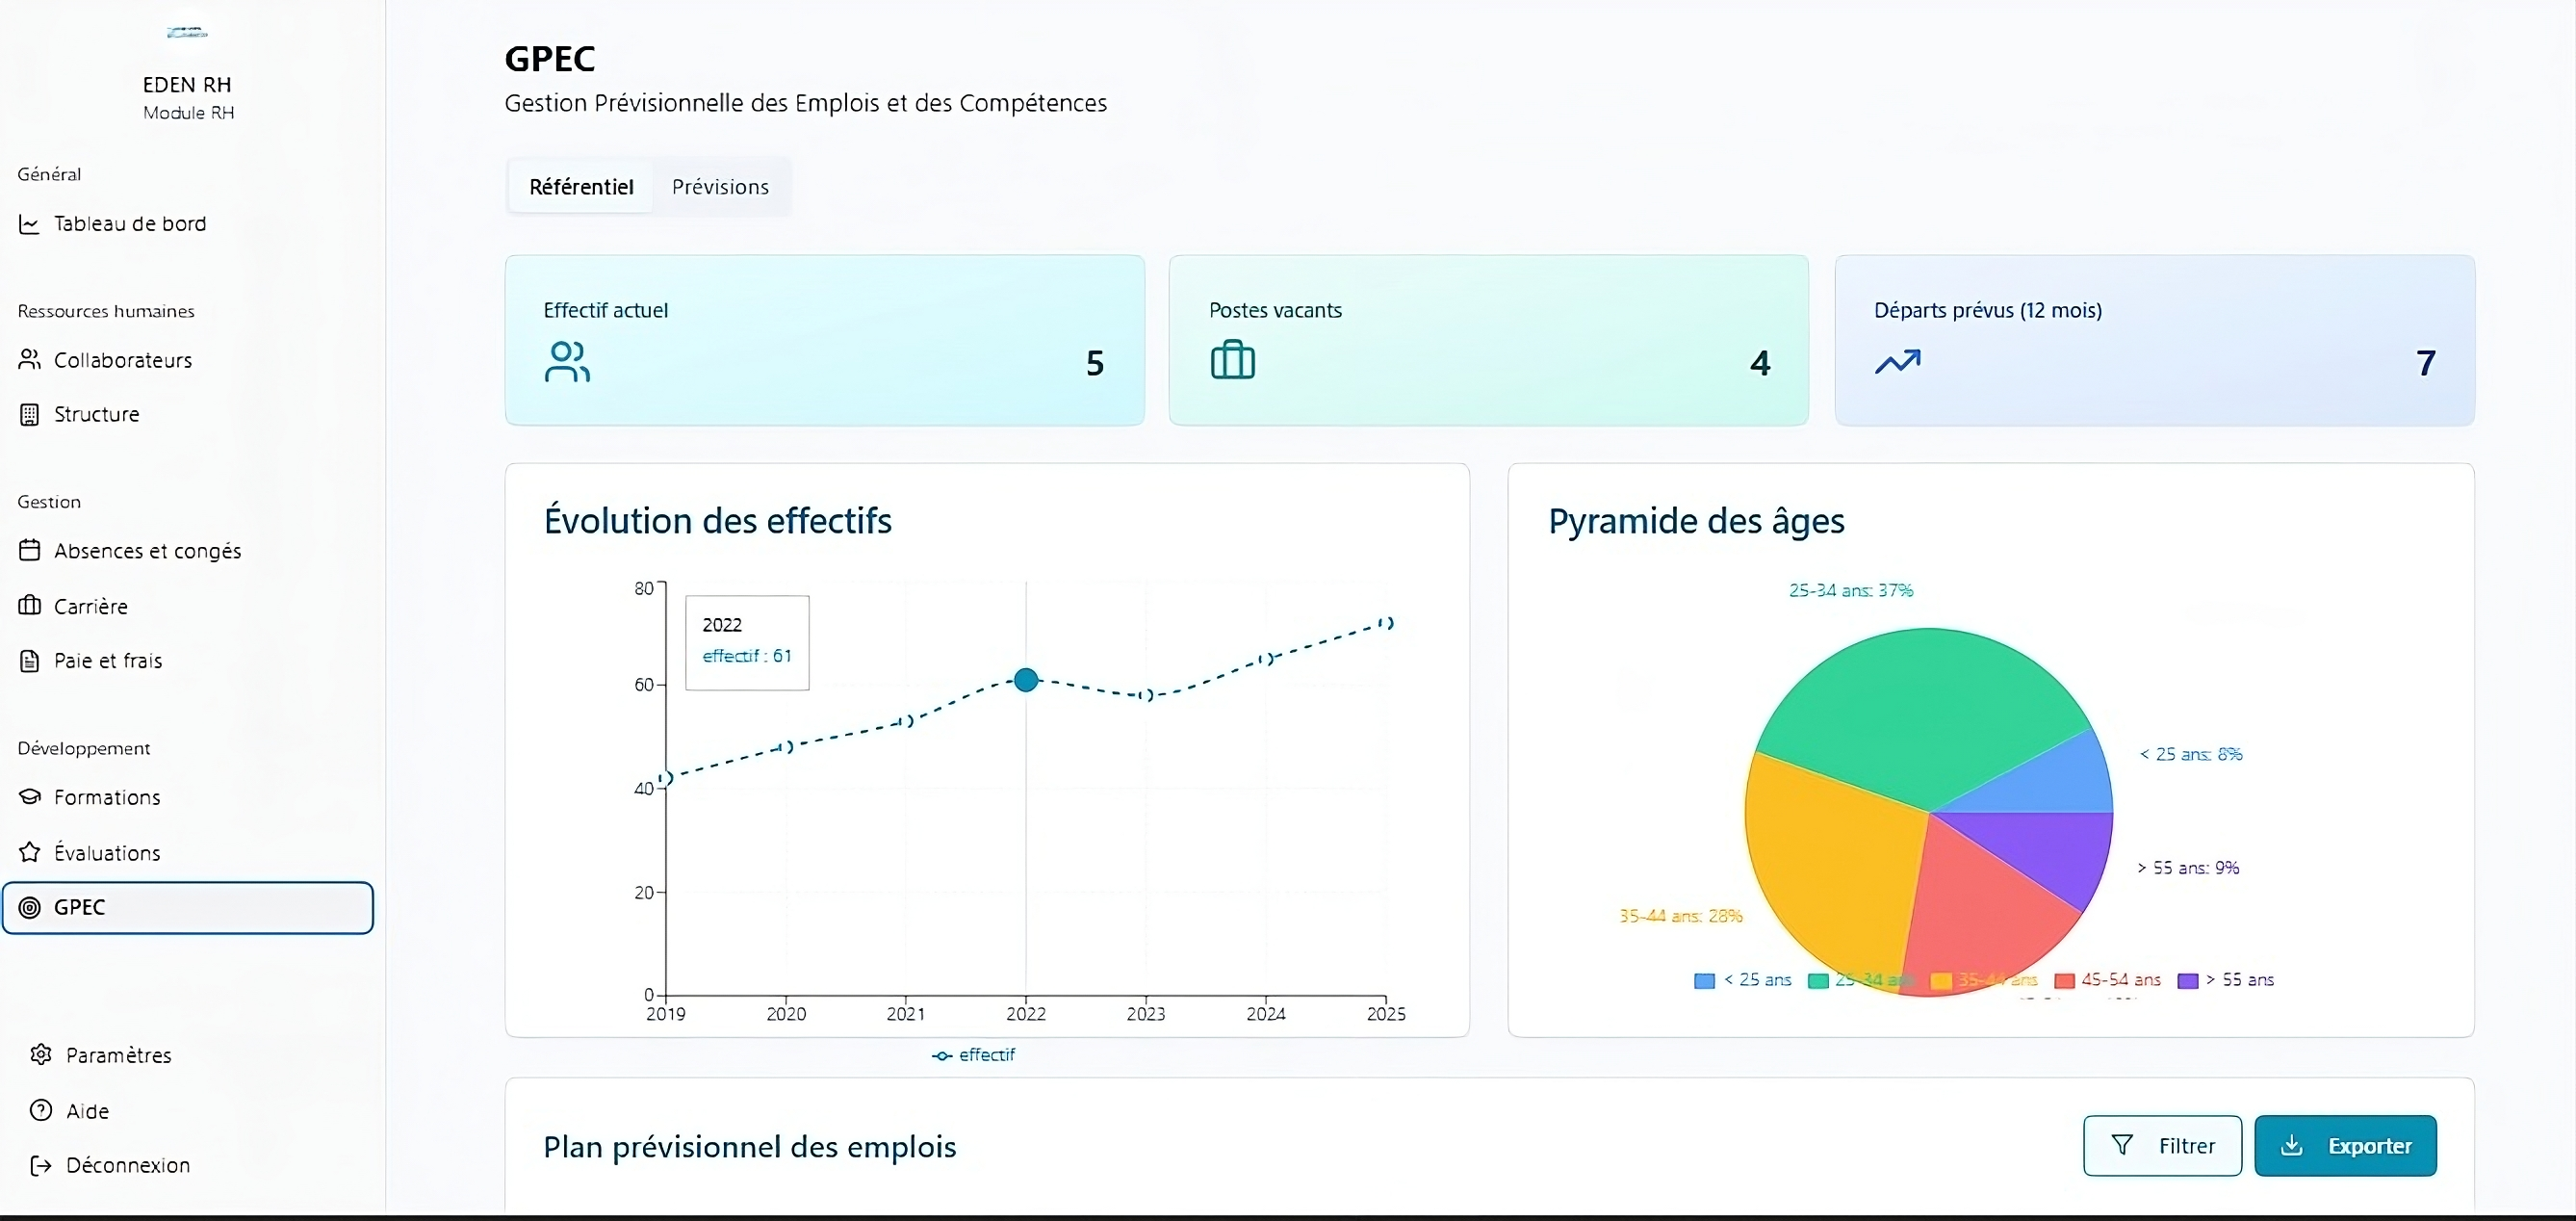 EDEN RH
Module RH
Général
Tableau de bord
Ressources humaines
Collaborateurs
Structure
Gestion
Absences et congés
Carrière
Paie et frais
Développement
Formations
Évaluations
GPEC
Paramètres
Aide
Déconnexion
GPEC
Gestion Prévisionnelle des Emplois et des Compétences
Référentiel Prévisions
Effectif actuel
5
Postes vacants
4
Départs prévus (12 mois)
7
Évolution des effectifs
80
60
40
20
0
2022
effectif : 61
2019 2020 2021 2022 2023 2024 2025
effectif
Pyramide des âges
25-34 ans: 37%
< 25 ans: 8%
> 55 ans: 9%
35-44 ans: 28%
< 25 ans 25-34 ans 35-44 ans 45-54 ans > 55 ans
Plan prévisionnel des emplois
Filtrer
Exporter